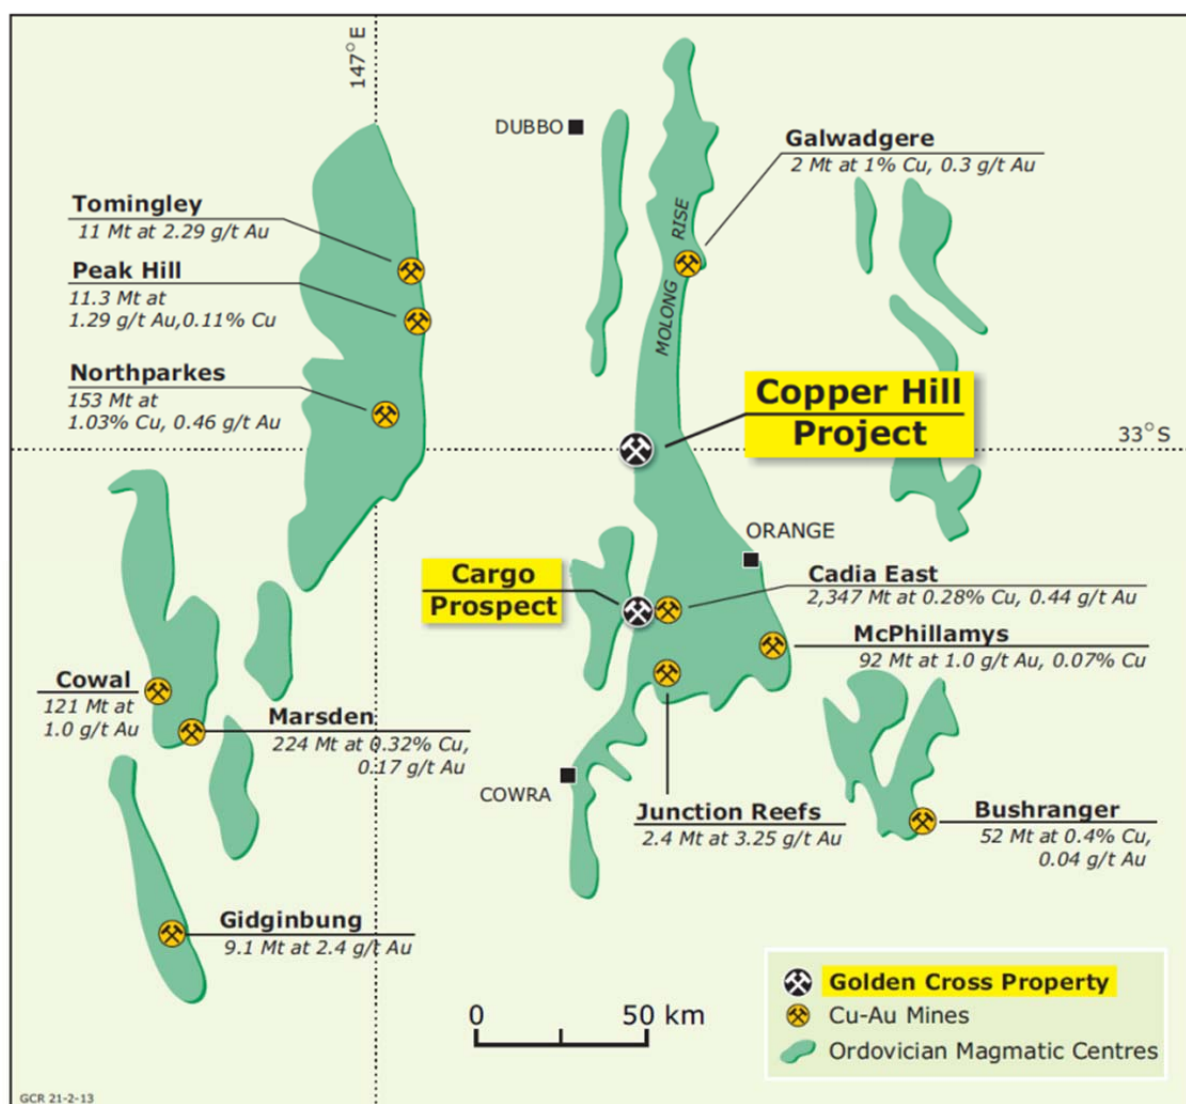 147°E
DUBBO
Galwadgere
2 Mt at 1% Cu, 0.3 g/t Au
Tomingley
11 Mt at 2.29 g/t Au
MOLONG RISE
Peak Hill
11.3 Mt at
1.29 g/t Au,0.11% Cu
Northparkes
153 Mt at
1.03% Cu, 0.46 g/t Au
Copper Hill
Project
33°S
ORANGE
Cargo
Prospect
Cadia East
2,347 Mt at 0.28% Cu, 0.44 g/t Au
McPhillamys
92 Mt at 1.0 g/t Au, 0.07% Cu
Cowal
121 Mt at
1.0 g/t Au
Marsden
224 Mt at 0.32% Cu,
0.17 g/t Au
COWRA
Junction Reefs
2.4 Mt at 3.25 g/t Au
Bushranger
52 Mt at 0.4% Cu,
0.04 g/t Au
Gidginbung
9.1 Mt at 2.4 g/t Au
0 50 km
Golden Cross Property
Cu-Au Mines
Ordovician Magmatic Centres
GCR 21-2-13